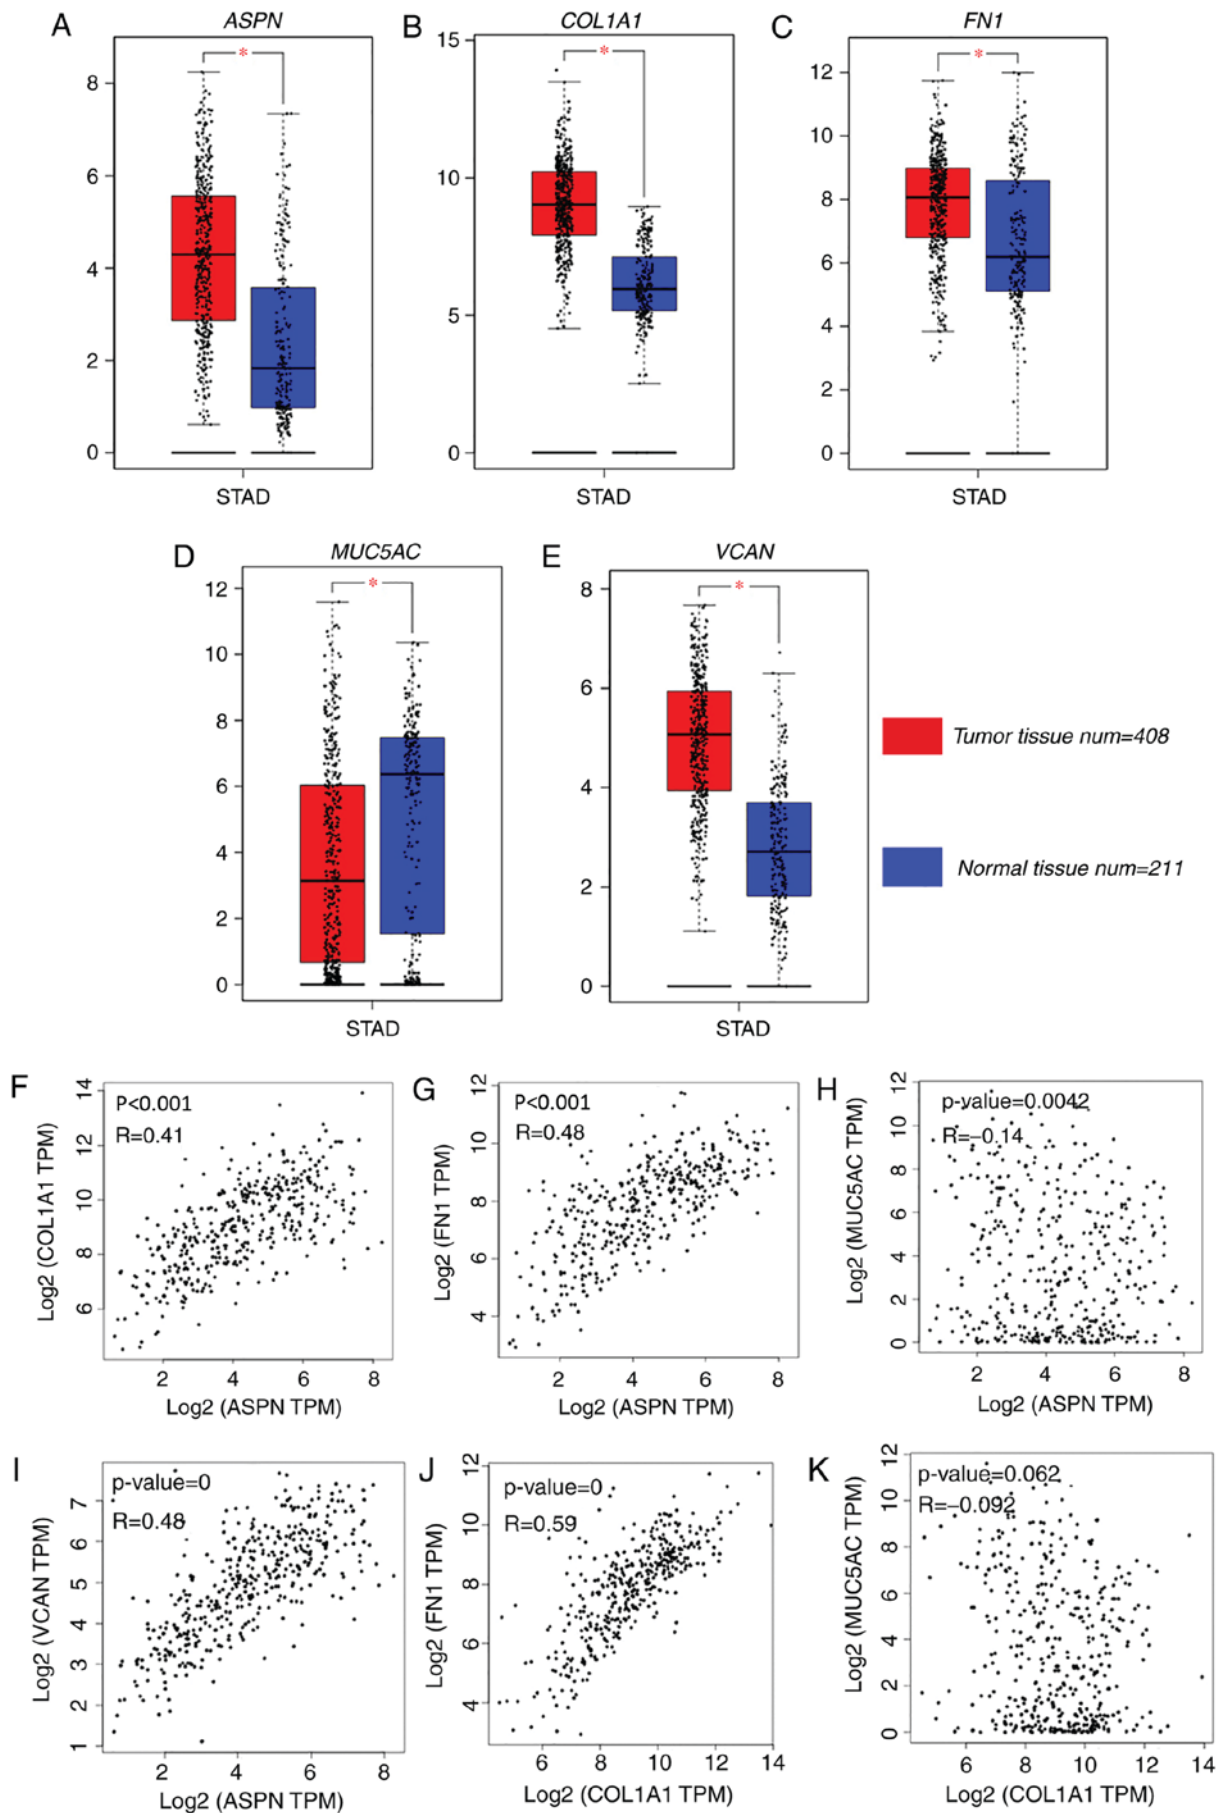 A
ASPN
*
8
6
4
2
0
STAD
B
COL1A1
*
15
10
5
0
STAD
C
FN1
*
12
10
8
6
4
2
0
STAD
D
MUC5AC
*
12
10
8
6
4
2
0
STAD
E
VCAN
*
8
6
4
2
0
STAD
Tumor tissue num=408
Normal tissue num=211
F
P<0.001
R=0.41
Log2 (COL1A1 TPM)
14
12
10
8
6
2 4 6 8
Log2 (ASPN TPM)
G
P<0.001
R=0.48
Log2 (FN1 TPM)
12
10
8
6
4
2 4 6 8
Log2 (ASPN TPM)
H
p-value=0.0042
R=−0.14
Log2 (MUC5AC TPM)
12
10
8
6
4
2
0
2 4 6 8
Log2 (ASPN TPM)
I
p-value=0
R=0.48
Log2 (VCAN TPM)
7
6
5
4
3
2
1
2 4 6 8
Log2 (ASPN TPM)
J
p-value=0
R=0.59
Log2 (FN1 TPM)
12
10
8
6
4
6 8 10 12 14
Log2 (COL1A1 TPM)
K
p-value=0.062
R=−0.092
Log2 (MUC5AC TPM)
12
10
8
6
4
2
0
6 8 10 12 14
Log2 (COL1A1 TPM)